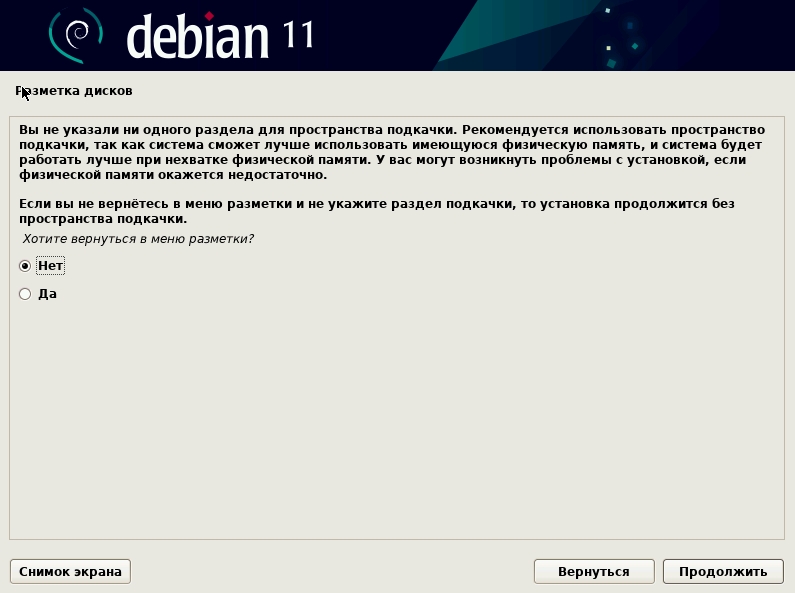 debian 11
Разметка дисков
Вы не указали ни одного раздела для пространства подкачки. Рекомендуется использовать пространство
подкачки, так как система сможет лучше использовать имеющуюся физическую память, и система будет
работать лучше при нехватке физической памяти. У вас могут возникнуть проблемы с установкой, если
физической памяти окажется недостаточно.
Если вы не вернётесь в меню разметки и не укажите раздел подкачки, то установка продолжится без
пространства подкачки.
Хотите вернуться в меню разметки?
Нет
Да
Снимок экрана
Вернуться
Продолжить